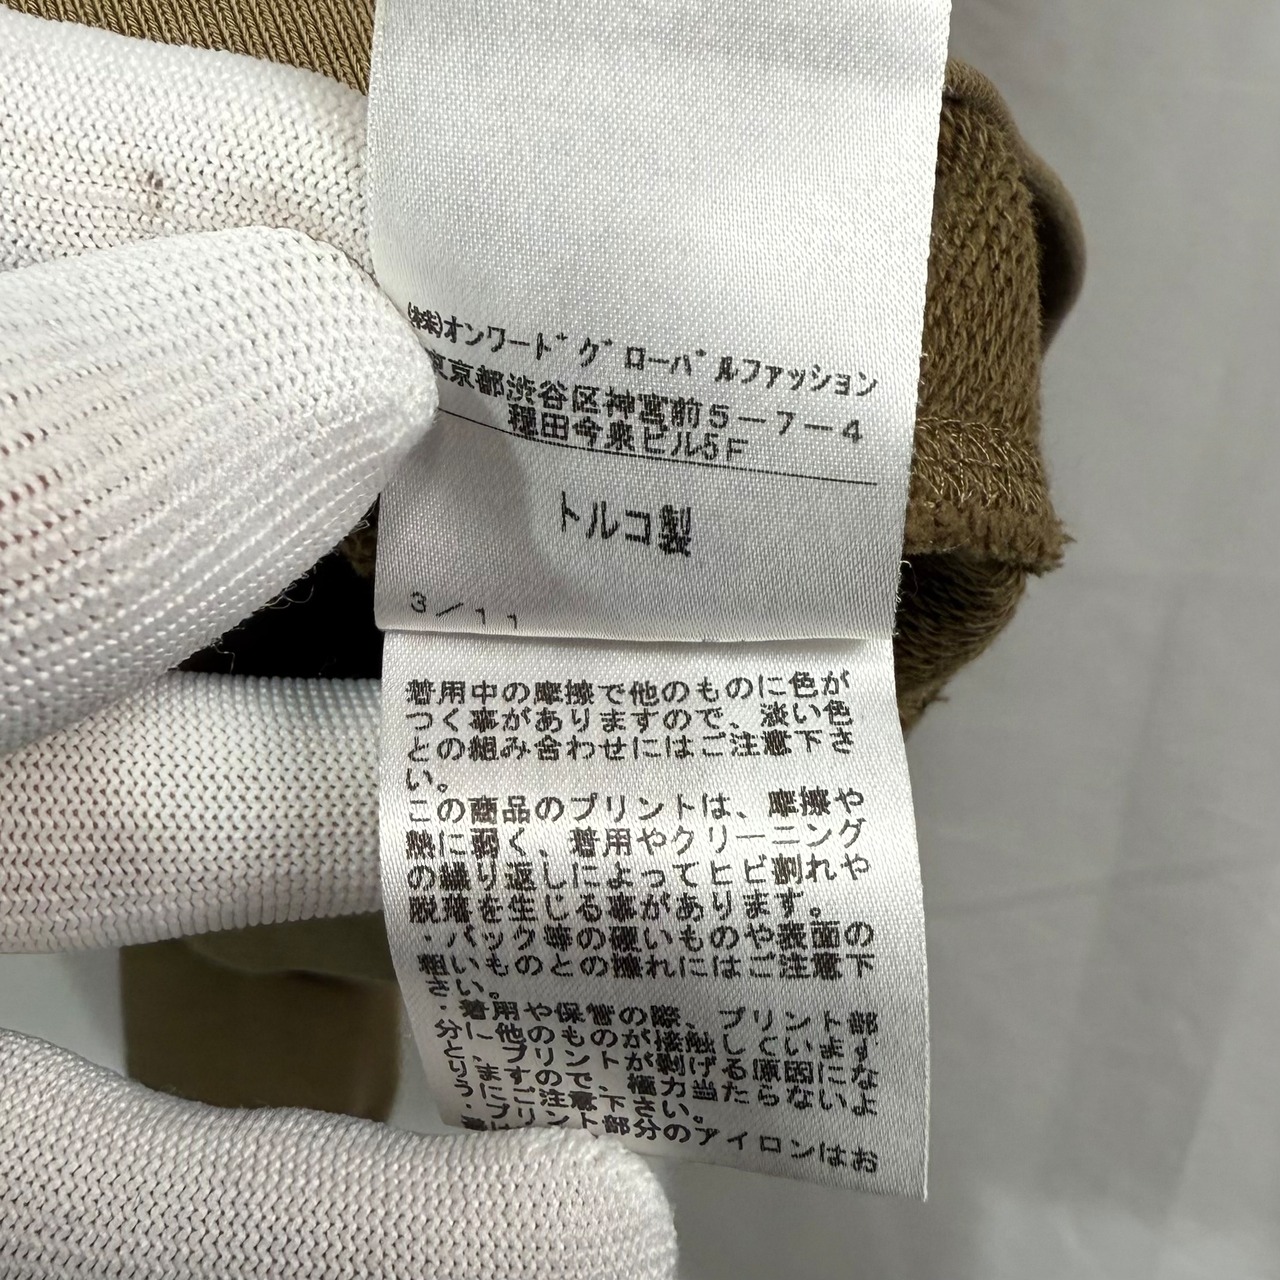 (株)オンワードグローバルファッション
東京都渋谷区神宮前5-7-4
穏田今泉ビル5F
トルコ製
3/11
着用中の摩擦で他のものに色が
つく事がありますので、淡い色
との組み合わせにはご注意下さ
い。
この商品のプリントは、摩擦や
熱に弱く、着用やクリーニング
の繰り返しによってヒビ割れや
脱落を生じる事があります。
・バック等の硬いものや表面の
粗いものとの擦れにはご注意下
さい。
・着用や保管の際、プリント部
分に他のものが接触しています
と、プリントが剥げる原因にな
りますので、極力当たらないよ
うにご注意下さい。
・プリント部分のアイロンはお